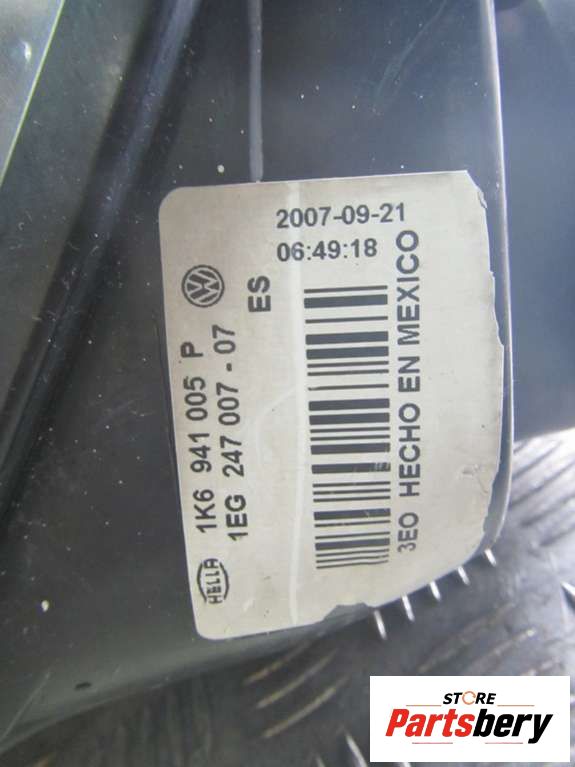 2007-09-21
06:49:18
ES
1K6 941 005 P
1EG 247 007 - 07
HELLA
3EO HECHO EN MEXICO
STORE
Partsbery